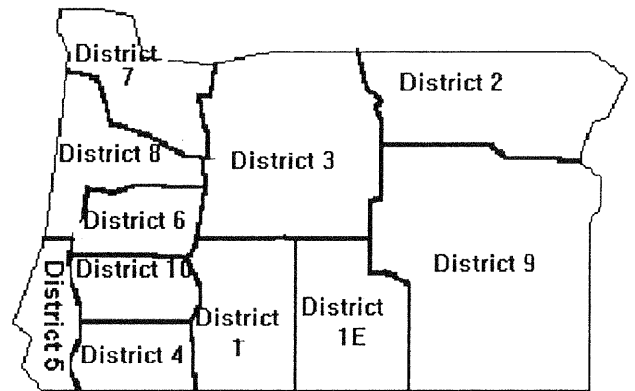 District
7
District 2
District 8
District 3
District 6
District 9
District 10
District 5
District
1
District
1E
District 4